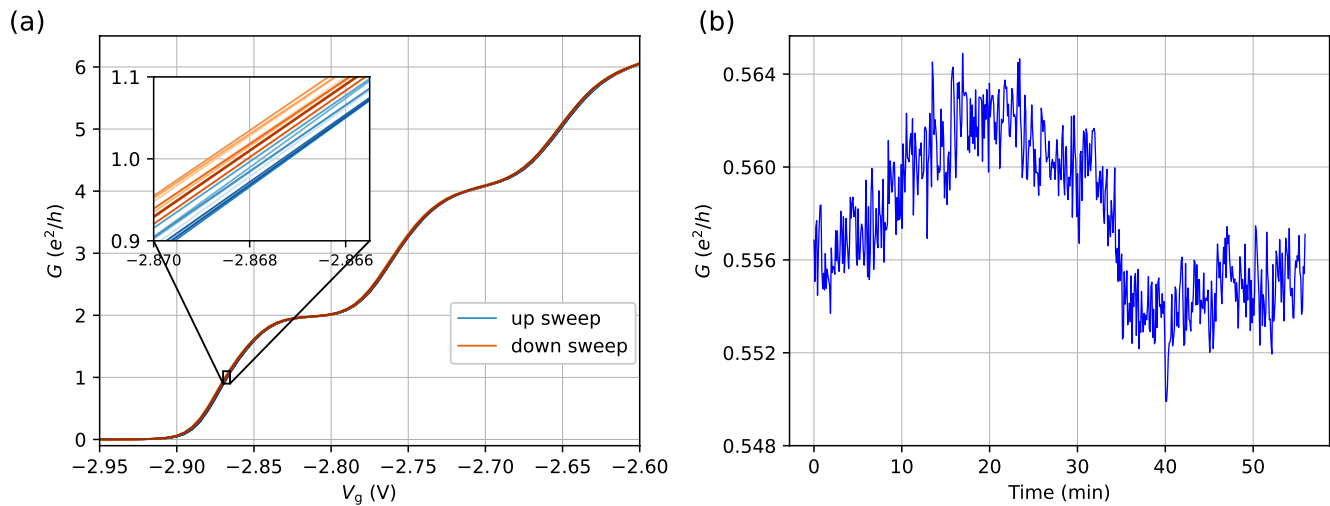 (a)
6
5
4
3
2
1
0
G (e²/h)
1.1
1.0
0.9
−2.870 −2.868 −2.866
up sweep
down sweep
−2.95 −2.90 −2.85 −2.80 −2.75 −2.70 −2.65 −2.60
Vg (V)
(b)
0.564
0.560
0.556
0.552
0.548
G (e²/h)
0 10 20 30 40 50
Time (min)